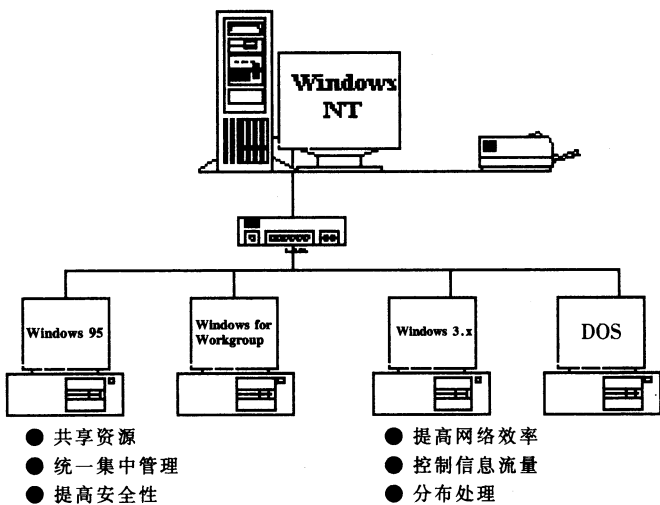 Windows
NT
Windows 95
Windows for
Workgroup
Windows 3.x
DOS
● 共享资源
● 统一集中管理
● 提高安全性
● 提高网络效率
● 控制信息流量
● 分布处理